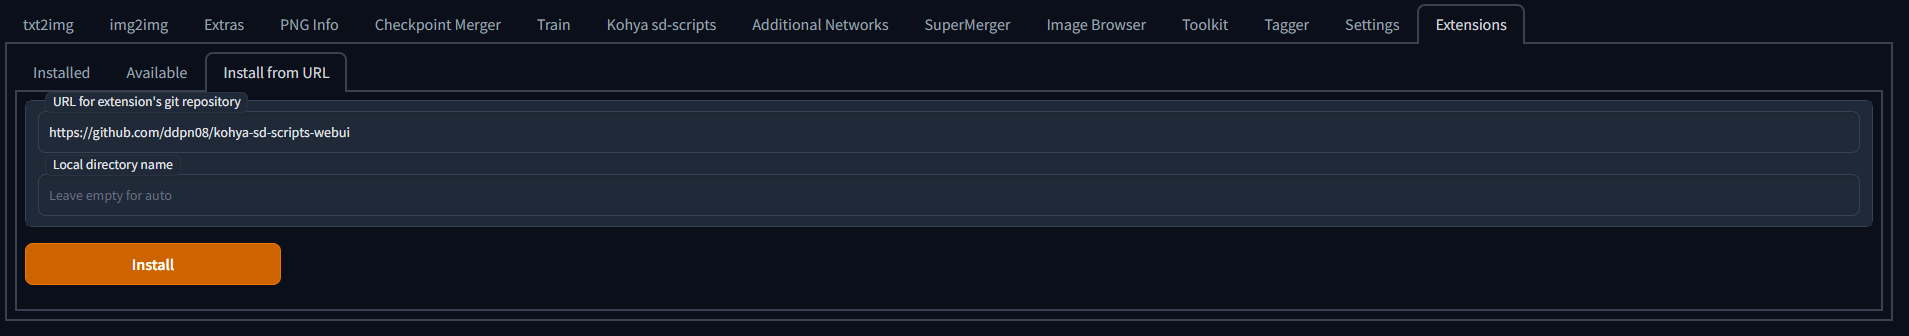 txt2img img2img Extras PNG Info Checkpoint Merger Train Kohya sd-scripts Additional Networks SuperMerger Image Browser Toolkit Tagger Settings Extensions
Installed Available Install from URL
URL for extension's git repository
https://github.com/ddpn08/kohya-sd-scripts-webui
Local directory name
Leave empty for auto
Install